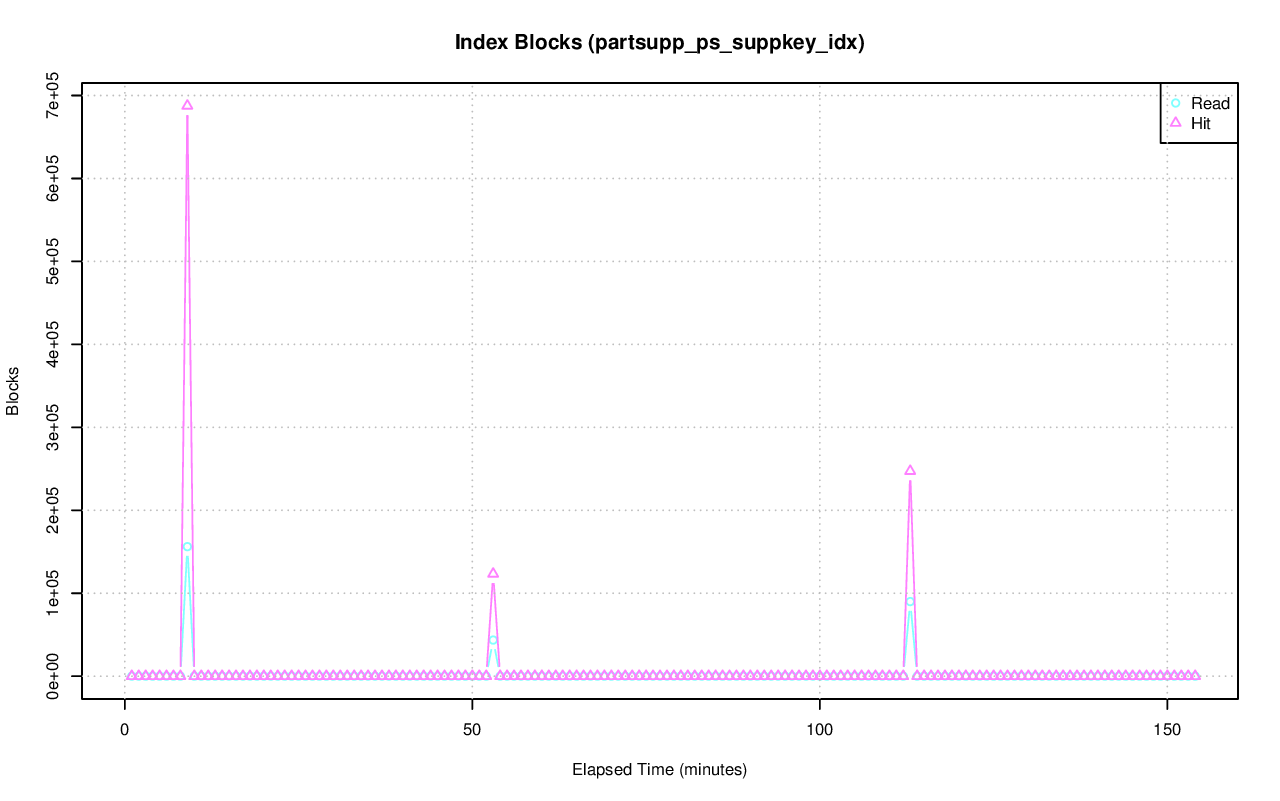 Index Blocks (partsupp_ps_suppkey_idx)
Read
Hit
Blocks
7e+05
6e+05
5e+05
4e+05
3e+05
2e+05
1e+05
0e+00
0 50 100 150
Elapsed Time (minutes)